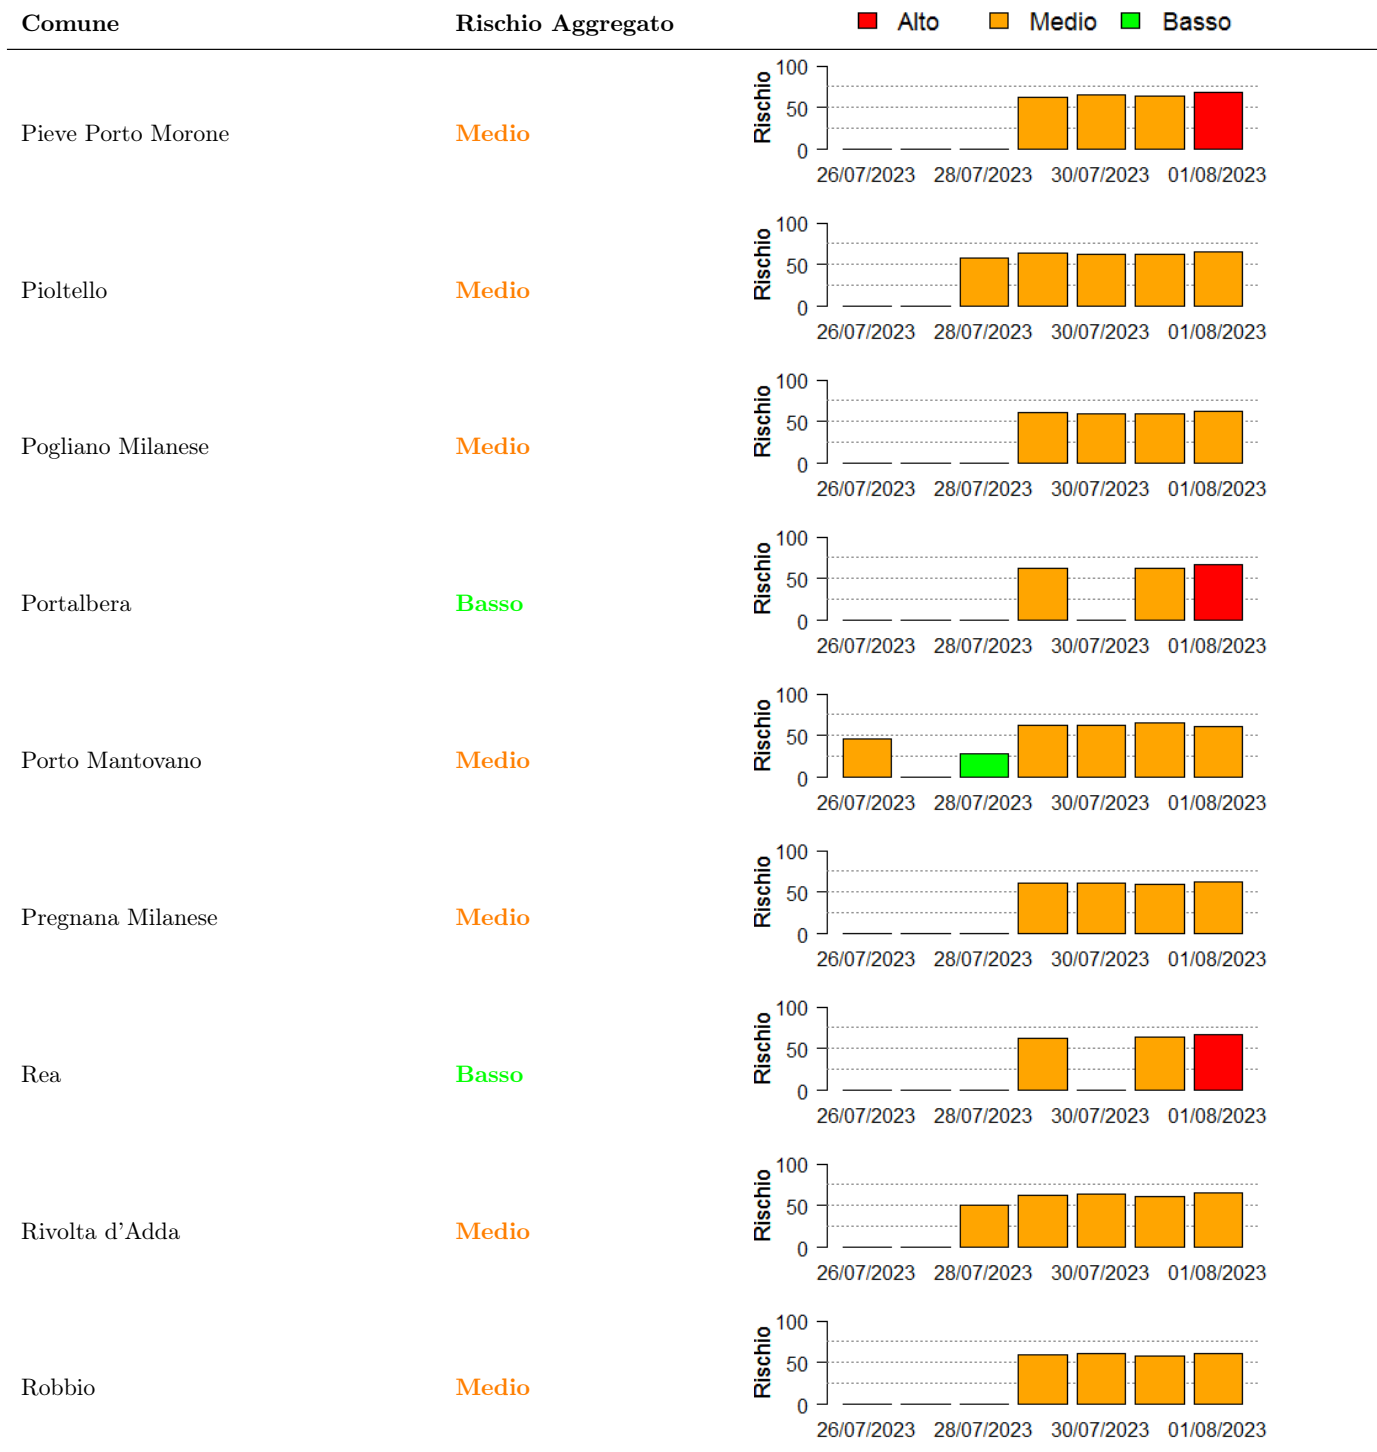 Comune Rischio Aggregato Alto Medio Basso
Pieve Porto Morone Medio Rischio 100 50 0
26/07/2023 28/07/2023 30/07/2023 01/08/2023
Pioltello Medio Rischio 100 50 0
26/07/2023 28/07/2023 30/07/2023 01/08/2023
Pogliano Milanese Medio Rischio 100 50 0
26/07/2023 28/07/2023 30/07/2023 01/08/2023
Portalbera Basso Rischio 100 50 0
26/07/2023 28/07/2023 30/07/2023 01/08/2023
Porto Mantovano Medio Rischio 100 50 0
26/07/2023 28/07/2023 30/07/2023 01/08/2023
Pregnana Milanese Medio Rischio 100 50 0
26/07/2023 28/07/2023 30/07/2023 01/08/2023
Rea Basso Rischio 100 50 0
26/07/2023 28/07/2023 30/07/2023 01/08/2023
Rivolta d'Adda Medio Rischio 100 50 0
26/07/2023 28/07/2023 30/07/2023 01/08/2023
Robbio Medio Rischio 100 50 0
26/07/2023 28/07/2023 30/07/2023 01/08/2023